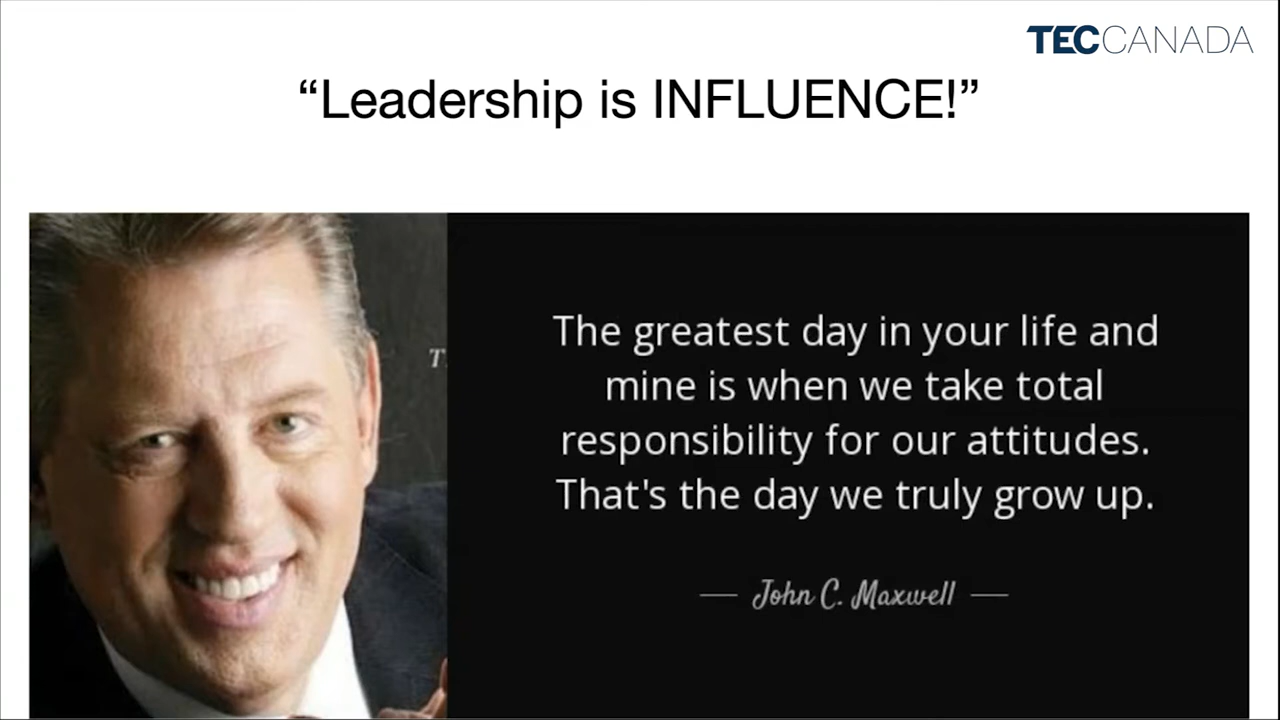 TECCANADA
“Leadership is INFLUENCE!”
T
The greatest day in your life and
mine is when we take total
responsibility for our attitudes.
That's the day we truly grow up.
John C. Maxwell